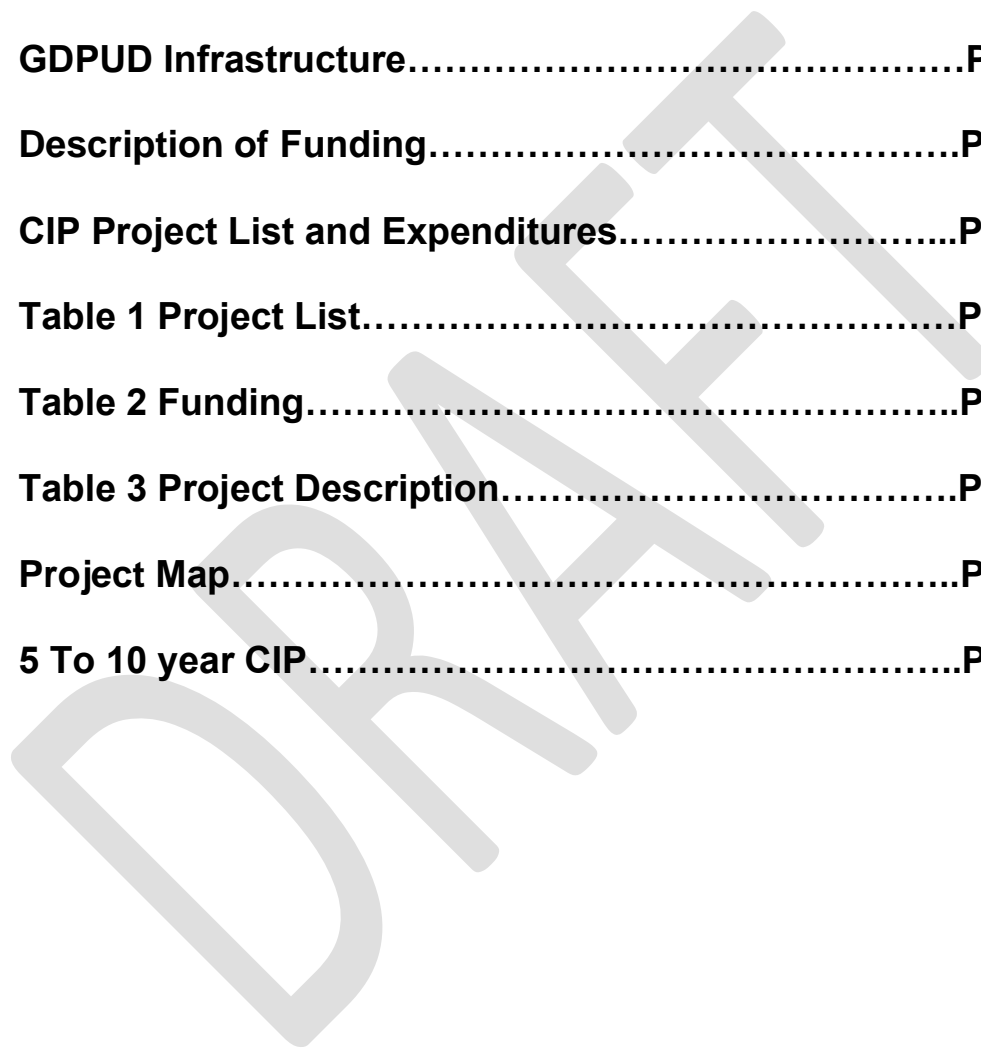 GDPUD Infrastructure……………………………………….P
Description of Funding…………………………………….P
CIP Project List and Expenditures..……………………...P
Table 1 Project List…………………………………………P
Table 2 Funding……………………………………………..P
Table 3 Project Description……………………………….P
Project Map…………………………………………………..P
5 To 10 year CIP……………………………………………..P
DRAFT